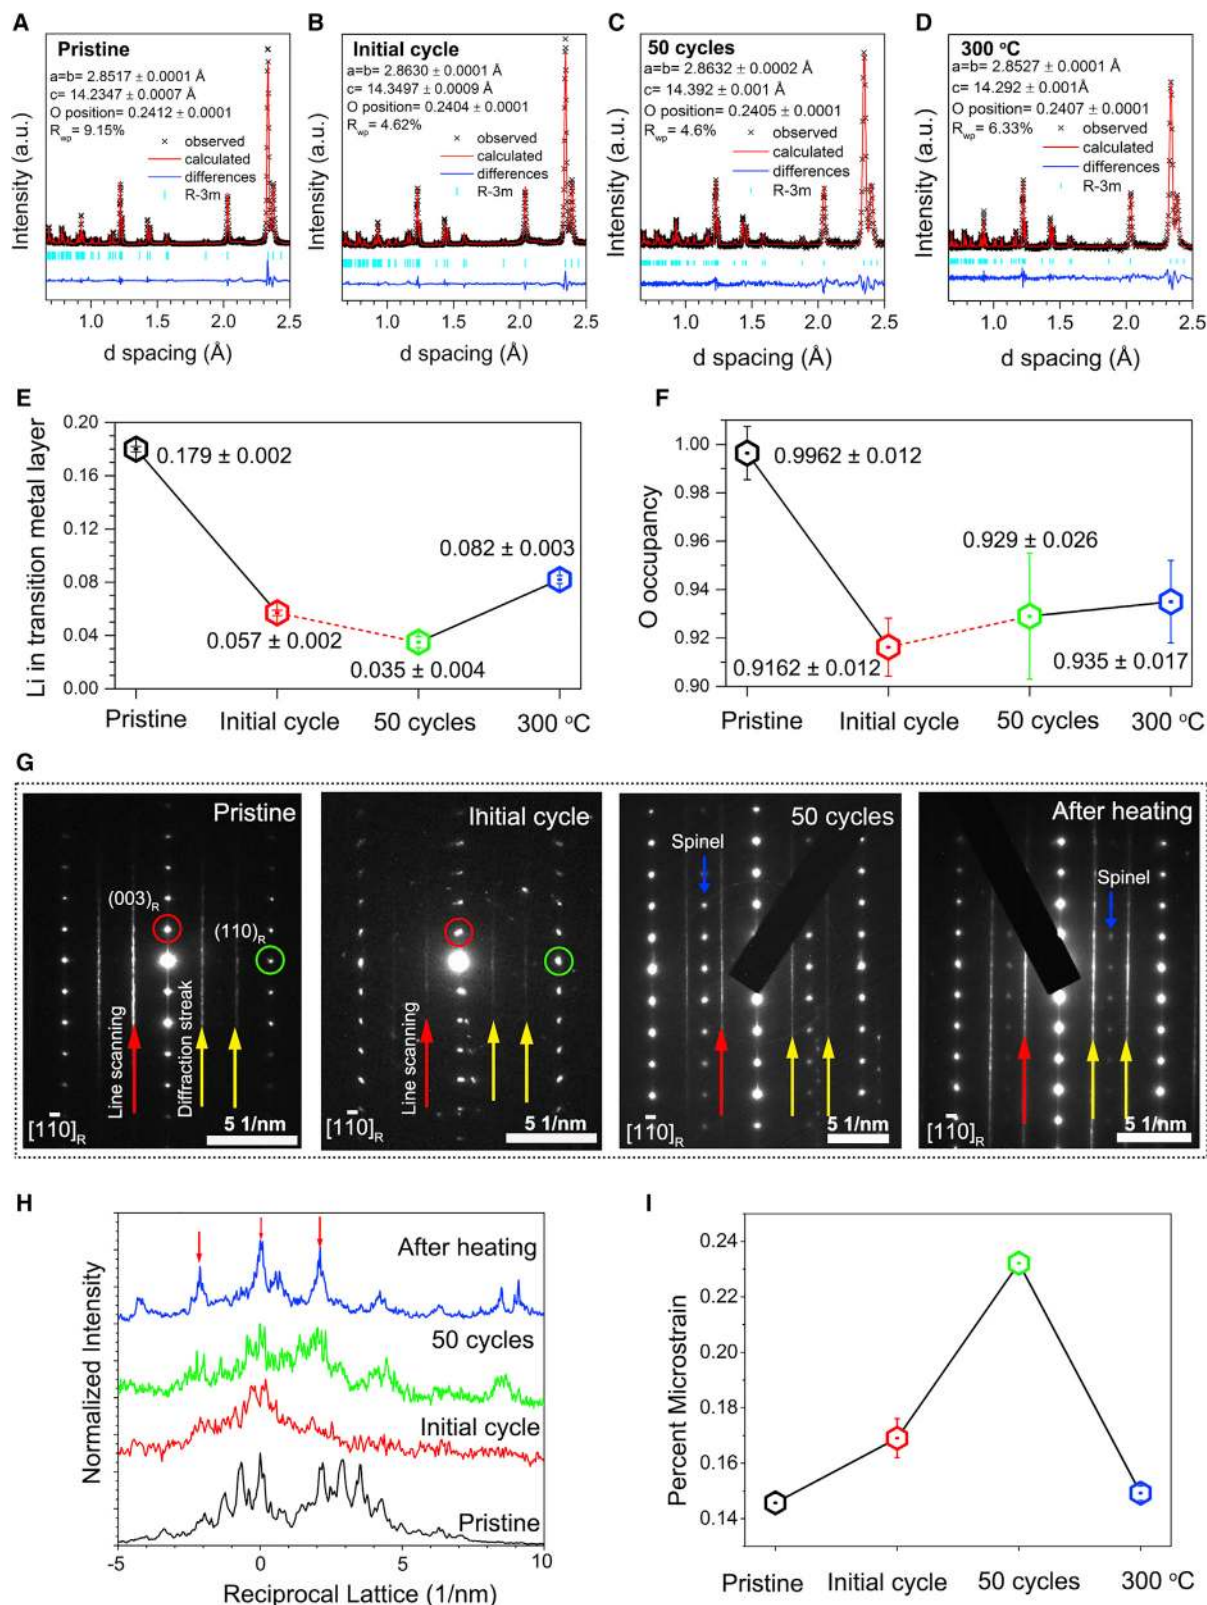 A
Pristine
a=b= 2.8517 ± 0.0001 Å
c= 14.2347 ± 0.0007 Å
O position= 0.2412 ± 0.0001
Rwp= 9.15%
observed
calculated
differences
R-3m
Intensity (a.u.)
1.0 1.5 2.0 2.5
d spacing (Å)
B
Initial cycle
a=b= 2.8630 ± 0.0001 Å
c= 14.3497 ± 0.0009 Å
O position= 0.2404 ± 0.0001
Rwp= 4.62%
observed
calculated
differences
R-3m
Intensity (a.u.)
1.0 1.5 2.0 2.5
d spacing (Å)
C
50 cycles
a=b= 2.8632 ± 0.0002 Å
c= 14.392 ± 0.001 Å
O position= 0.2405 ± 0.0001
Rwp= 4.6%
observed
calculated
differences
R-3m
Intensity (a.u.)
1.0 1.5 2.0 2.5
d spacing (Å)
D
300 °C
a=b= 2.8527 ± 0.0001 Å
c= 14.292 ± 0.001Å
O position= 0.2407 ± 0.0001
Rwp= 6.33%
observed
calculated
differences
R-3m
Intensity (a.u.)
1.0 1.5 2.0 2.5
d spacing (Å)
E
Li in transition metal layer
0.20
0.16
0.12
0.08
0.04
0.00
0.179 ± 0.002
0.057 ± 0.002
0.035 ± 0.004
0.082 ± 0.003
Pristine Initial cycle 50 cycles 300 °C
F
O occupancy
1.00
0.98
0.96
0.94
0.92
0.90
0.9962 ± 0.012
0.9162 ± 0.012
0.929 ± 0.026
0.935 ± 0.017
Pristine Initial cycle 50 cycles 300 °C
G
Pristine
(003)R
(110)R
Line scanning
Diffraction streak
[11̅0]R
5 1/nm
Initial cycle
Line scanning
[11̅0]R
5 1/nm
50 cycles
Spinel
[11̅0]R
5 1/nm
After heating
Spinel
[11̅0]R
5 1/nm
H
Normalized Intensity
After heating
50 cycles
Initial cycle
Pristine
-5 0 5 10
Reciprocal Lattice (1/nm)
I
Percent Microstrain
0.24
0.22
0.20
0.18
0.16
0.14
Pristine Initial cycle 50 cycles 300 °C